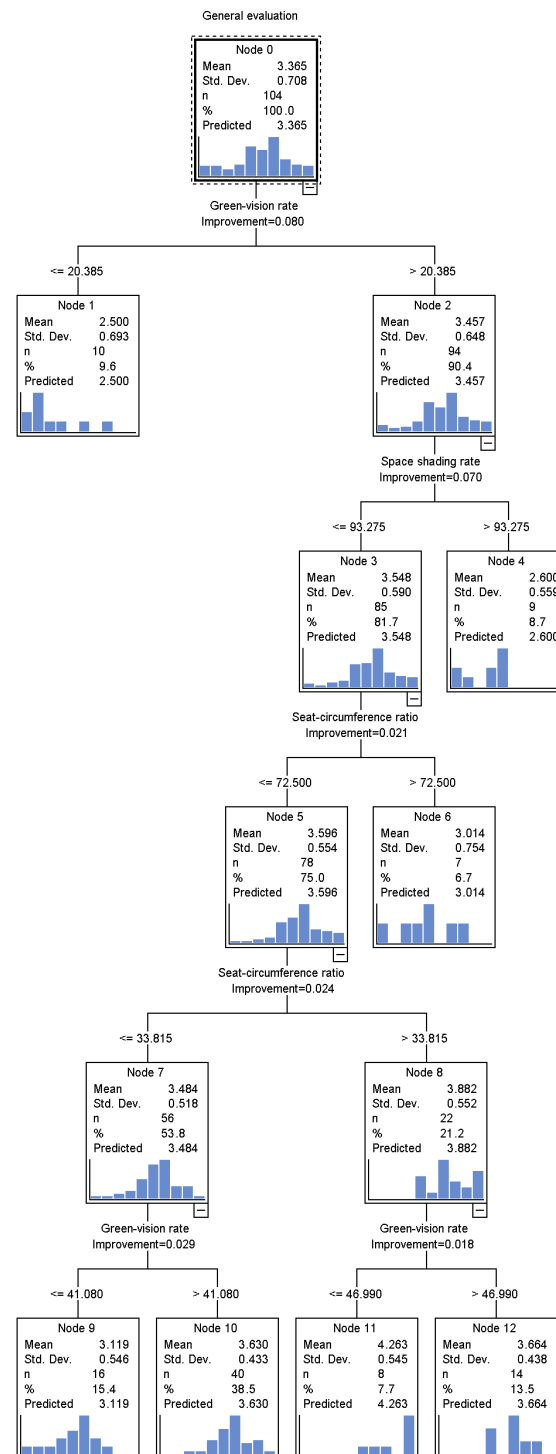 General evaluation
Node 0
Mean 3.365
Std. Dev. 0.708
n 104
% 100.0
Predicted 3.365
Green-vision rate
Improvement=0.080
<= 20.385
> 20.385
Node 1
Mean 2.500
Std. Dev. 0.693
n 10
% 9.6
Predicted 2.500
Node 2
Mean 3.457
Std. Dev. 0.648
n 94
% 90.4
Predicted 3.457
Space shading rate
Improvement=0.070
<= 93.275
> 93.275
Node 3
Mean 3.548
Std. Dev. 0.590
n 85
% 81.7
Predicted 3.548
Node 4
Mean 2.600
Std. Dev. 0.559
n 9
% 8.7
Predicted 2.600
Seat-circumference ratio
Improvement=0.021
<= 72.500
> 72.500
Node 5
Mean 3.596
Std. Dev. 0.554
n 78
% 75.0
Predicted 3.596
Node 6
Mean 3.014
Std. Dev. 0.754
n 7
% 6.7
Predicted 3.014
Seat-circumference ratio
Improvement=0.024
<= 33.815
> 33.815
Node 7
Mean 3.484
Std. Dev. 0.518
n 56
% 53.8
Predicted 3.484
Node 8
Mean 3.882
Std. Dev. 0.552
n 22
% 21.2
Predicted 3.882
Green-vision rate
Improvement=0.029
Green-vision rate
Improvement=0.018
<= 41.080
> 41.080
<= 46.990
> 46.990
Node 9
Mean 3.119
Std. Dev. 0.546
n 16
% 15.4
Predicted 3.119
Node 10
Mean 3.630
Std. Dev. 0.433
n 40
% 38.5
Predicted 3.630
Node 11
Mean 4.263
Std. Dev. 0.545
n 8
% 7.7
Predicted 4.263
Node 12
Mean 3.664
Std. Dev. 0.438
n 14
% 13.5
Predicted 3.664